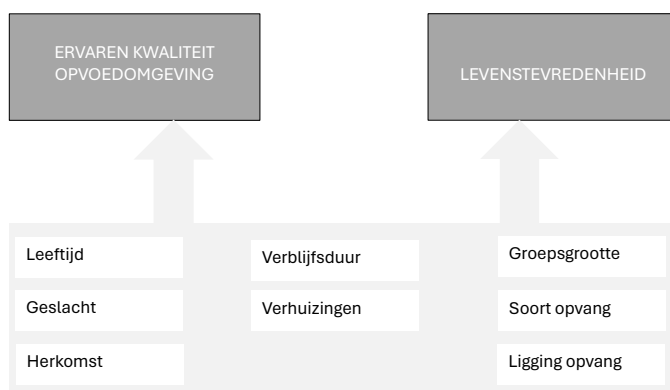 ERVAREN KWALITEIT
OPVOEDOMGEVING
LEVENSTEVREDENHEID
Leeftijd
Verblijfsduur
Groepsgrootte
Geslacht
Verhuizingen
Soort opvang
Herkomst
Ligging opvang